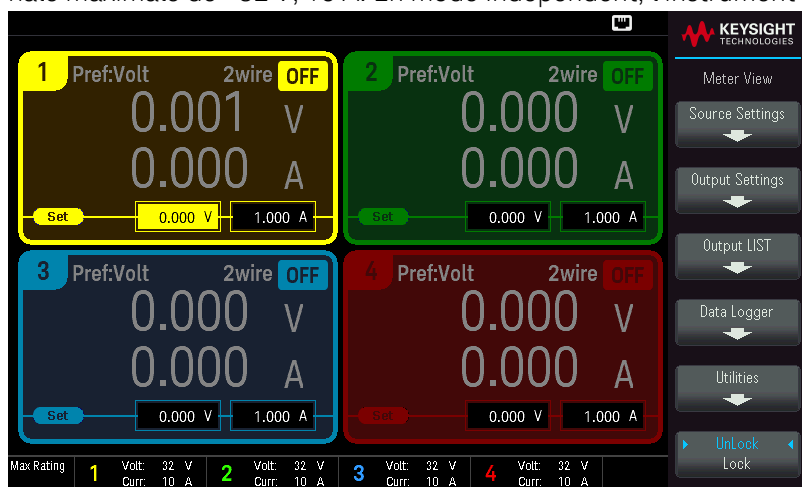 KEYSIGHT
TECHNOLOGIES
Meter View
1 Pref:Volt 2wire OFF
0.001 V
0.000 A
Set 0.000 V 1.000 A
2 Pref:Volt 2wire OFF
0.000 V
0.000 A
Set 0.000 V 1.000 A
3 Pref:Volt 2wire OFF
0.000 V
0.000 A
Set 0.000 V 1.000 A
4 Pref:Volt 2wire OFF
0.000 V
0.000 A
Set 0.000 V 1.000 A
Source Settings
Output Settings
Output LIST
Data Logger
Utilities
UnLock
Lock
Max Rating
1 Volt: 32 V
Curr: 10 A
2 Volt: 32 V
Curr: 10 A
3 Volt: 32 V
Curr: 10 A
4 Volt: 32 V
Curr: 10 A